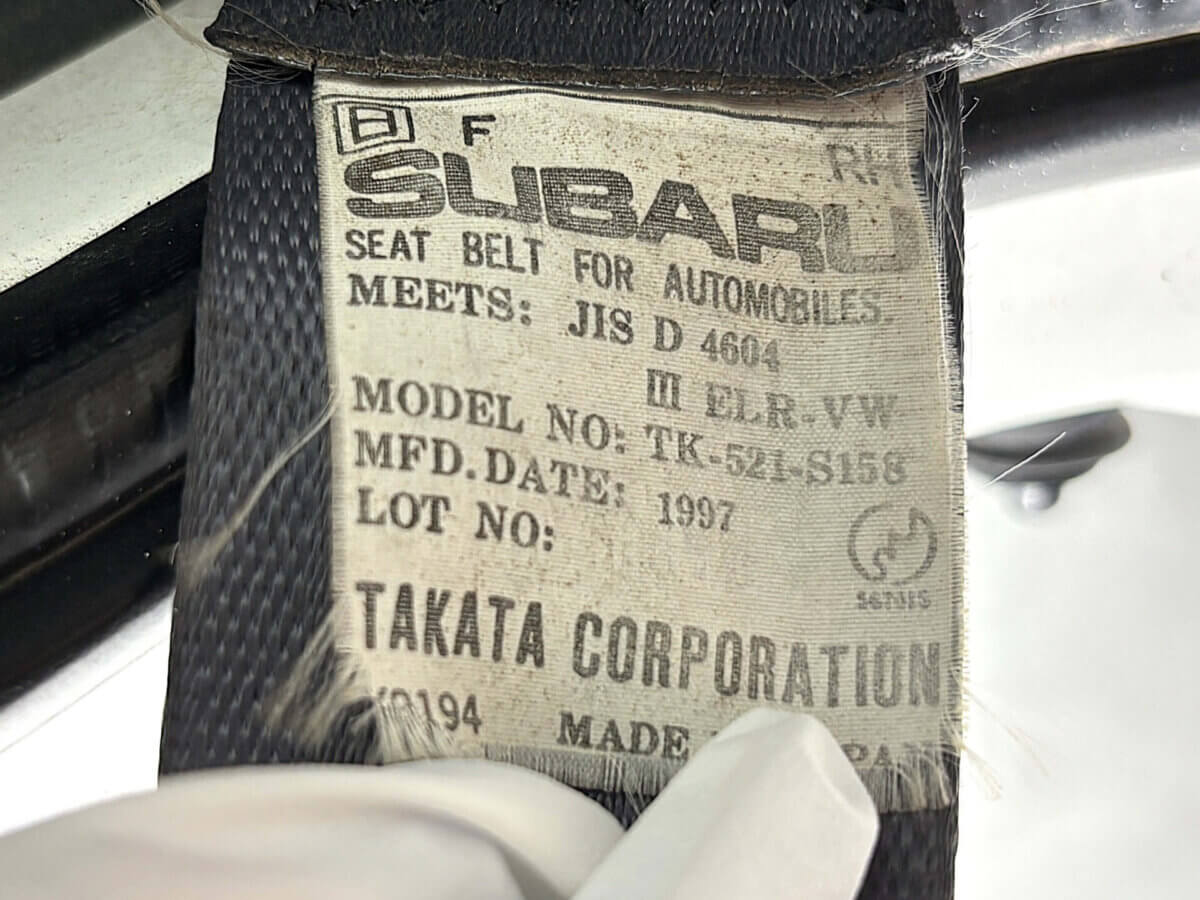 日 F
RH
SUBARU
SEAT BELT FOR AUTOMOBILES.
MEETS: JIS D 4604
III ELR-VW
MODEL NO: TK-521-S158
MFD.DATE: 1997
LOT NO:
TAKATA CORPORATION
MADE